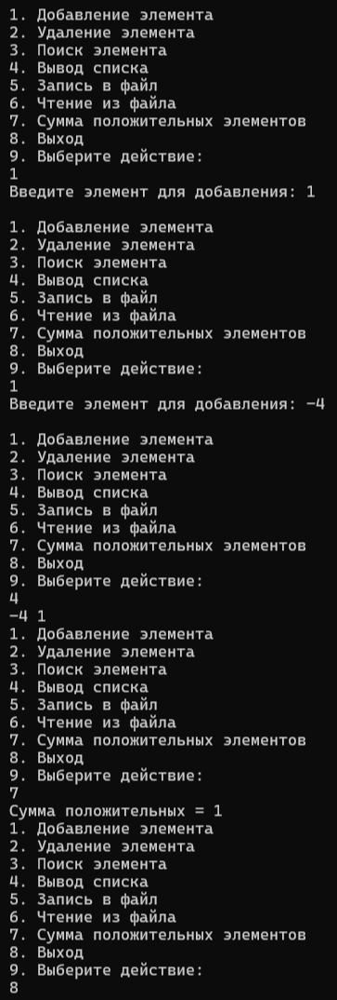 1. Добавление элемента
2. Удаление элемента
3. Поиск элемента
4. Вывод списка
5. Запись в файл
6. Чтение из файла
7. Сумма положительных элементов
8. Выход
9. Выберите действие:
1
Введите элемент для добавления: 1
1. Добавление элемента
2. Удаление элемента
3. Поиск элемента
4. Вывод списка
5. Запись в файл
6. Чтение из файла
7. Сумма положительных элементов
8. Выход
9. Выберите действие:
1
Введите элемент для добавления: -4
1. Добавление элемента
2. Удаление элемента
3. Поиск элемента
4. Вывод списка
5. Запись в файл
6. Чтение из файла
7. Сумма положительных элементов
8. Выход
9. Выберите действие:
4
-4 1
1. Добавление элемента
2. Удаление элемента
3. Поиск элемента
4. Вывод списка
5. Запись в файл
6. Чтение из файла
7. Сумма положительных элементов
8. Выход
9. Выберите действие:
7
Сумма положительных = 1
1. Добавление элемента
2. Удаление элемента
3. Поиск элемента
4. Вывод списка
5. Запись в файл
6. Чтение из файла
7. Сумма положительных элементов
8. Выход
9. Выберите действие:
8